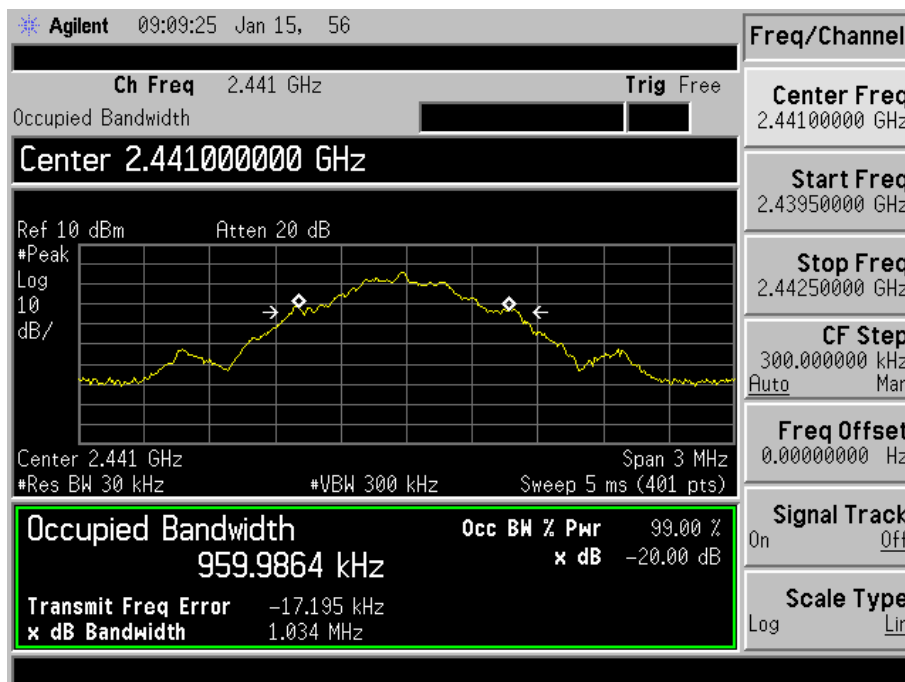 Agilent 09:09:25 Jan 15, 56
Freq/Channel
Ch Freq 2.441 GHz Trig Free
Occupied Bandwidth
Center 2.441000000 GHz
Ref 10 dBm Atten 20 dB
#Peak
Log
10
dB/
Center 2.441 GHz Span 3 MHz
#Res BW 30 kHz #VBW 300 kHz Sweep 5 ms (401 pts)
Occupied Bandwidth
959.9864 kHz
Occ BW % Pwr 99.00 %
x dB -20.00 dB
Transmit Freq Error -17.195 kHz
x dB Bandwidth 1.034 MHz
Center Freq
2.44100000 GHz
Start Freq
2.43950000 GHz
Stop Freq
2.44250000 GHz
CF Step
300.000000 kHz
Auto Man
Freq Offset
0.00000000 Hz
Signal Track
On Off
Scale Type
Log Lin